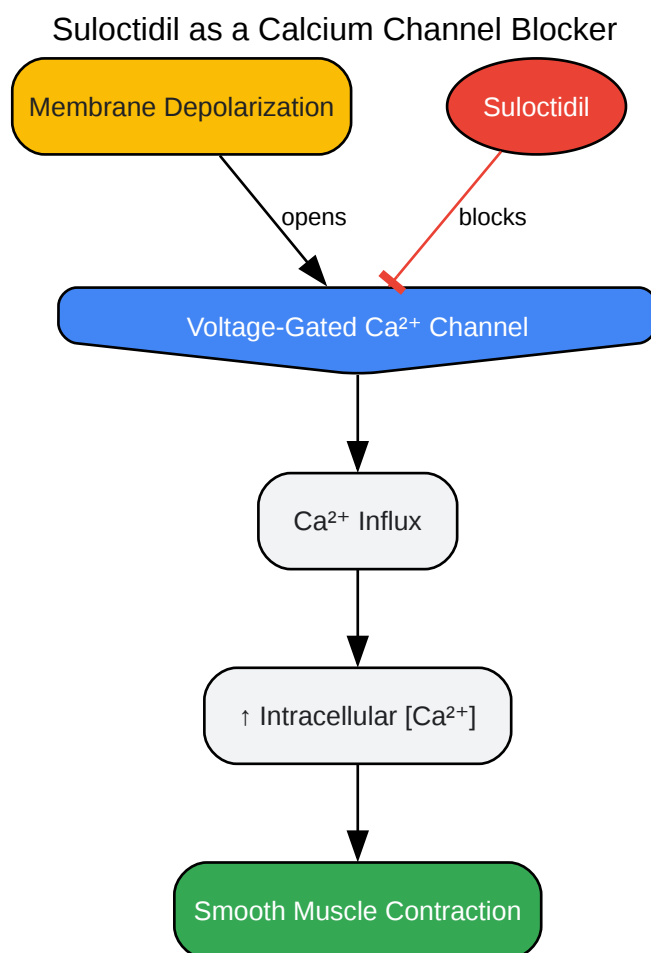 Suloctidil as a Calcium Channel Blocker
Membrane Depolarization
Suloctidil
opens
blocks
Voltage-Gated Ca²⁺ Channel
Ca²⁺ Influx
↑ Intracellular [Ca²⁺]
Smooth Muscle Contraction